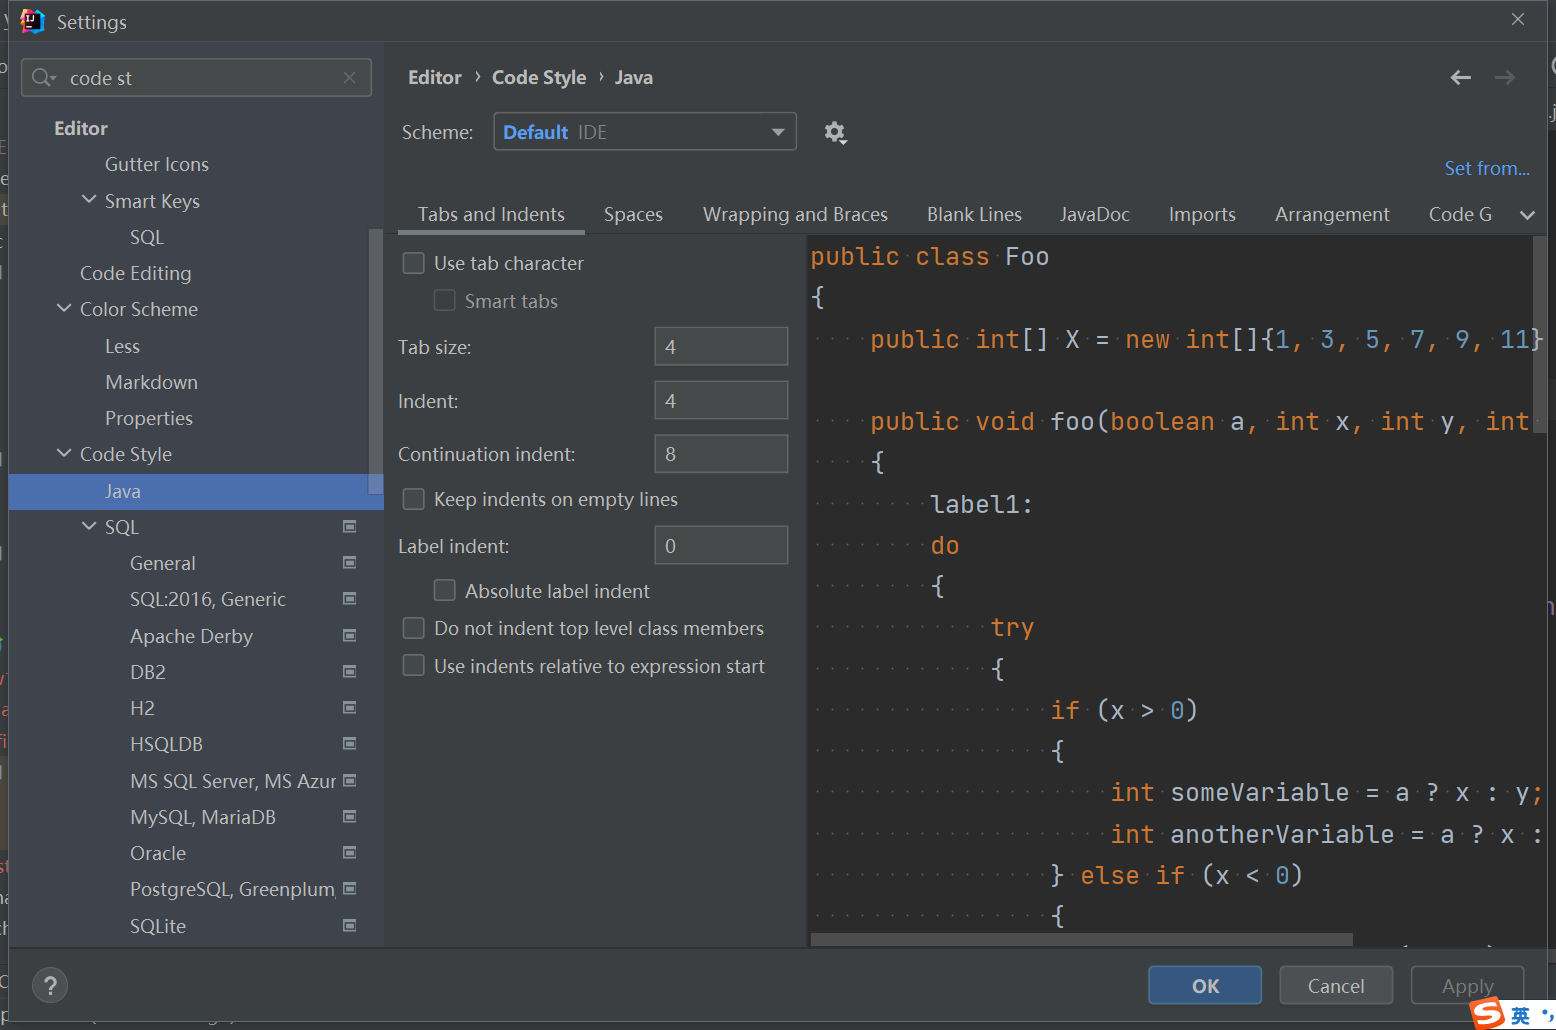 Settings
code st
Editor › Code Style › Java
Scheme: Default IDE
Set from...
Editor
Gutter Icons
Smart Keys
SQL
Code Editing
Color Scheme
Less
Markdown
Properties
Code Style
Java
SQL
General
SQL:2016, Generic
Apache Derby
DB2
H2
HSQLDB
MS SQL Server, MS Azur
MySQL, MariaDB
Oracle
PostgreSQL, Greenplum,
SQLite
Tabs and Indents Spaces Wrapping and Braces Blank Lines JavaDoc Imports Arrangement Code G
Use tab character
Smart tabs
Tab size: 4
Indent: 4
Continuation indent: 8
Keep indents on empty lines
Label indent: 0
Absolute label indent
Do not indent top level class members
Use indents relative to expression start
public class Foo
{
public int[] X = new int[]{1, 3, 5, 7, 9, 11}
public void foo(boolean a, int x, int y, int
{
label1:
do
{
try
{
if (x > 0)
{
int someVariable = a ? x : y;
int anotherVariable = a ? x :
} else if (x < 0)
{
?
OK Cancel Apply
S 英